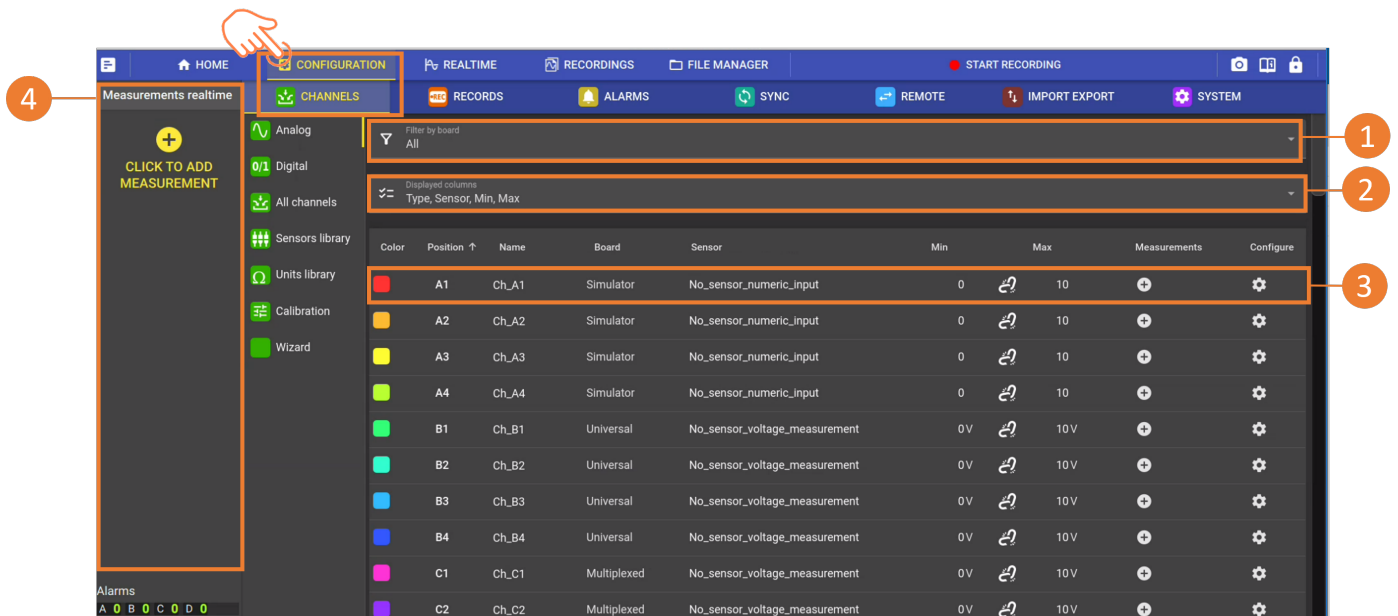 HOME CONFIGURATION REALTIME RECORDINGS FILE MANAGER START RECORDING
4
Measurements realtime CHANNELS REC RECORDS ALARMS SYNC REMOTE IMPORT EXPORT SYSTEM
CLICK TO ADD
MEASUREMENT
Analog
0/1 Digital
All channels
Sensors library
Units library
Calibration
Wizard
Filter by board
All
1
Displayed columns
Type, Sensor, Min, Max
2
Color Position ↑ Name Board Sensor Min Max Measurements Configure
A1 Ch_A1 Simulator No_sensor_numeric_input 0 10
3
A2 Ch_A2 Simulator No_sensor_numeric_input 0 10
A3 Ch_A3 Simulator No_sensor_numeric_input 0 10
A4 Ch_A4 Simulator No_sensor_numeric_input 0 10
B1 Ch_B1 Universal No_sensor_voltage_measurement 0 V 10 V
B2 Ch_B2 Universal No_sensor_voltage_measurement 0 V 10 V
B3 Ch_B3 Universal No_sensor_voltage_measurement 0 V 10 V
B4 Ch_B4 Universal No_sensor_voltage_measurement 0 V 10 V
C1 Ch_C1 Multiplexed No_sensor_voltage_measurement 0 V 10 V
C2 Ch_C2 Multiplexed No_sensor_voltage_measurement 0 V 10 V
Alarms
A 0 B 0 C 0 D 0